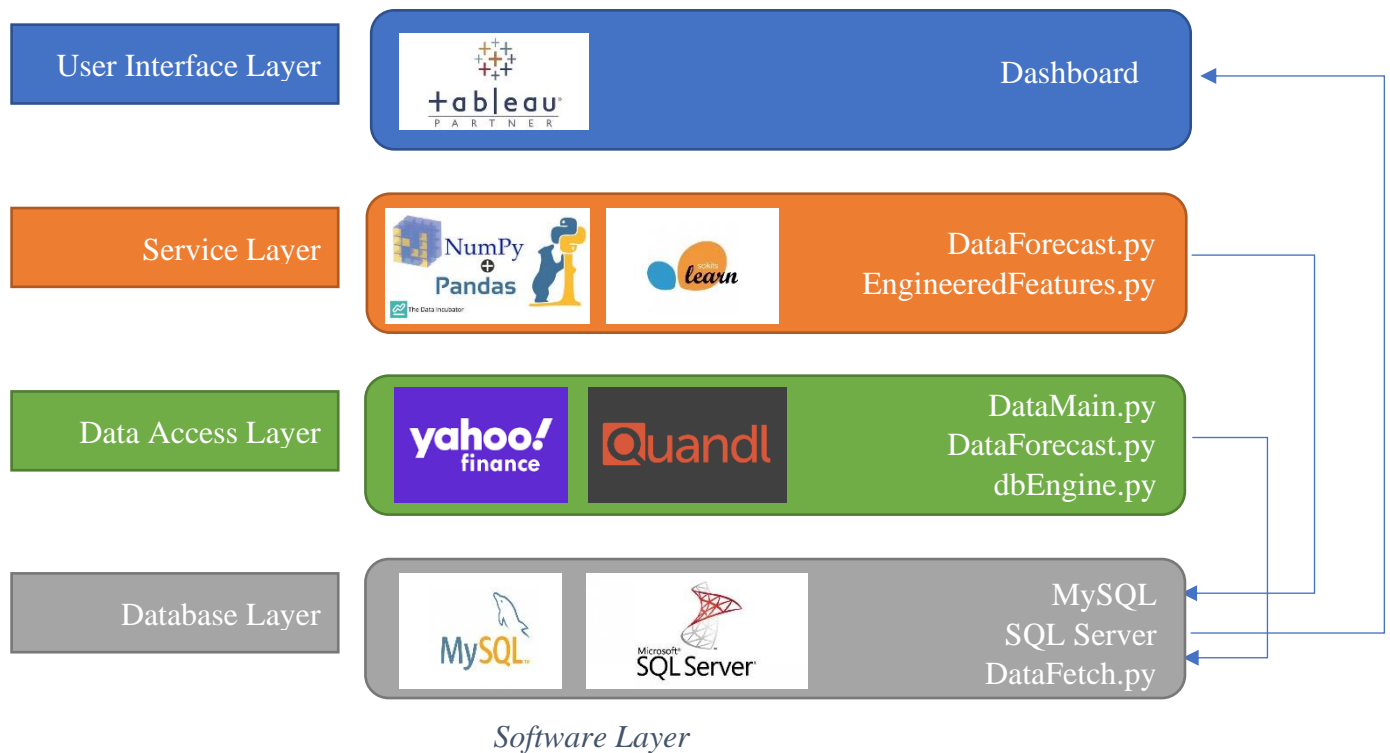 User Interface Layer
tableau
PARTNER
Dashboard
Service Layer
NumPy
+
Pandas
The Data Incubator
scikits
learn
DataForecast.py
EngineeredFeatures.py
Data Access Layer
yahoo!
finance
Quandl
DataMain.py
DataForecast.py
dbEngine.py
Database Layer
MySQL
Microsoft®
SQL Server®
MySQL
SQL Server
DataFetch.py
Software Layer